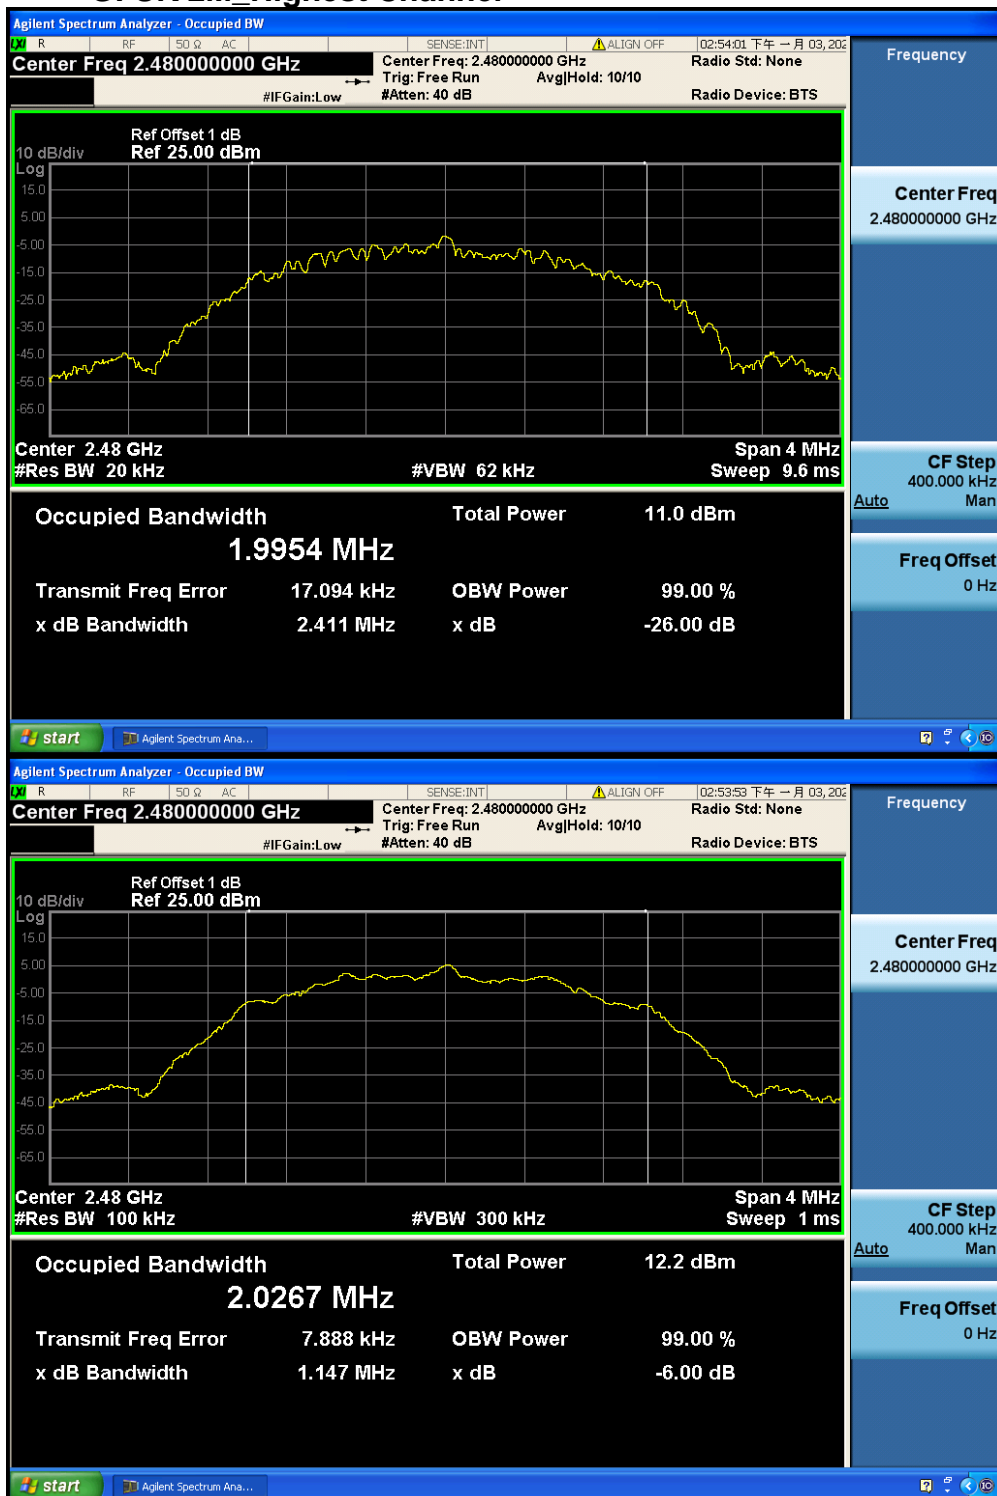 Agilent Spectrum Analyzer - Occupied BW
LXI R RF 50 Ω AC SENSE:INT ALIGN OFF 02:54:01 下午 一月 03, 202
Center Freq 2.480000000 GHz
Center Freq: 2.480000000 GHz
Radio Std: None
Trig: Free Run Avg|Hold: 10/10
#IFGain:Low #Atten: 40 dB Radio Device: BTS
Frequency
Ref Offset 1 dB
10 dB/div Ref 25.00 dBm
Log
15.0
5.00
-5.00
-15.0
-25.0
-35.0
-45.0
-55.0
-65.0
Center 2.48 GHz Span 4 MHz
#Res BW 20 kHz #VBW 62 kHz Sweep 9.6 ms
Center Freq
2.480000000 GHz
CF Step
400.000 kHz
Auto Man
Freq Offset
0 Hz
Occupied Bandwidth Total Power 11.0 dBm
1.9954 MHz
Transmit Freq Error 17.094 kHz OBW Power 99.00 %
x dB Bandwidth 2.411 MHz x dB -26.00 dB
start Agilent Spectrum Ana...
Agilent Spectrum Analyzer - Occupied BW
LXI R RF 50 Ω AC SENSE:INT ALIGN OFF 02:53:53 下午 一月 03, 202
Center Freq 2.480000000 GHz
Center Freq: 2.480000000 GHz
Radio Std: None
Trig: Free Run Avg|Hold: 10/10
#IFGain:Low #Atten: 40 dB Radio Device: BTS
Frequency
Ref Offset 1 dB
10 dB/div Ref 25.00 dBm
Log
15.0
5.00
-5.00
-15.0
-25.0
-35.0
-45.0
-55.0
-65.0
Center 2.48 GHz Span 4 MHz
#Res BW 100 kHz #VBW 300 kHz Sweep 1 ms
Center Freq
2.480000000 GHz
CF Step
400.000 kHz
Auto Man
Freq Offset
0 Hz
Occupied Bandwidth Total Power 12.2 dBm
2.0267 MHz
Transmit Freq Error 7.888 kHz OBW Power 99.00 %
x dB Bandwidth 1.147 MHz x dB -6.00 dB
start Agilent Spectrum Ana...